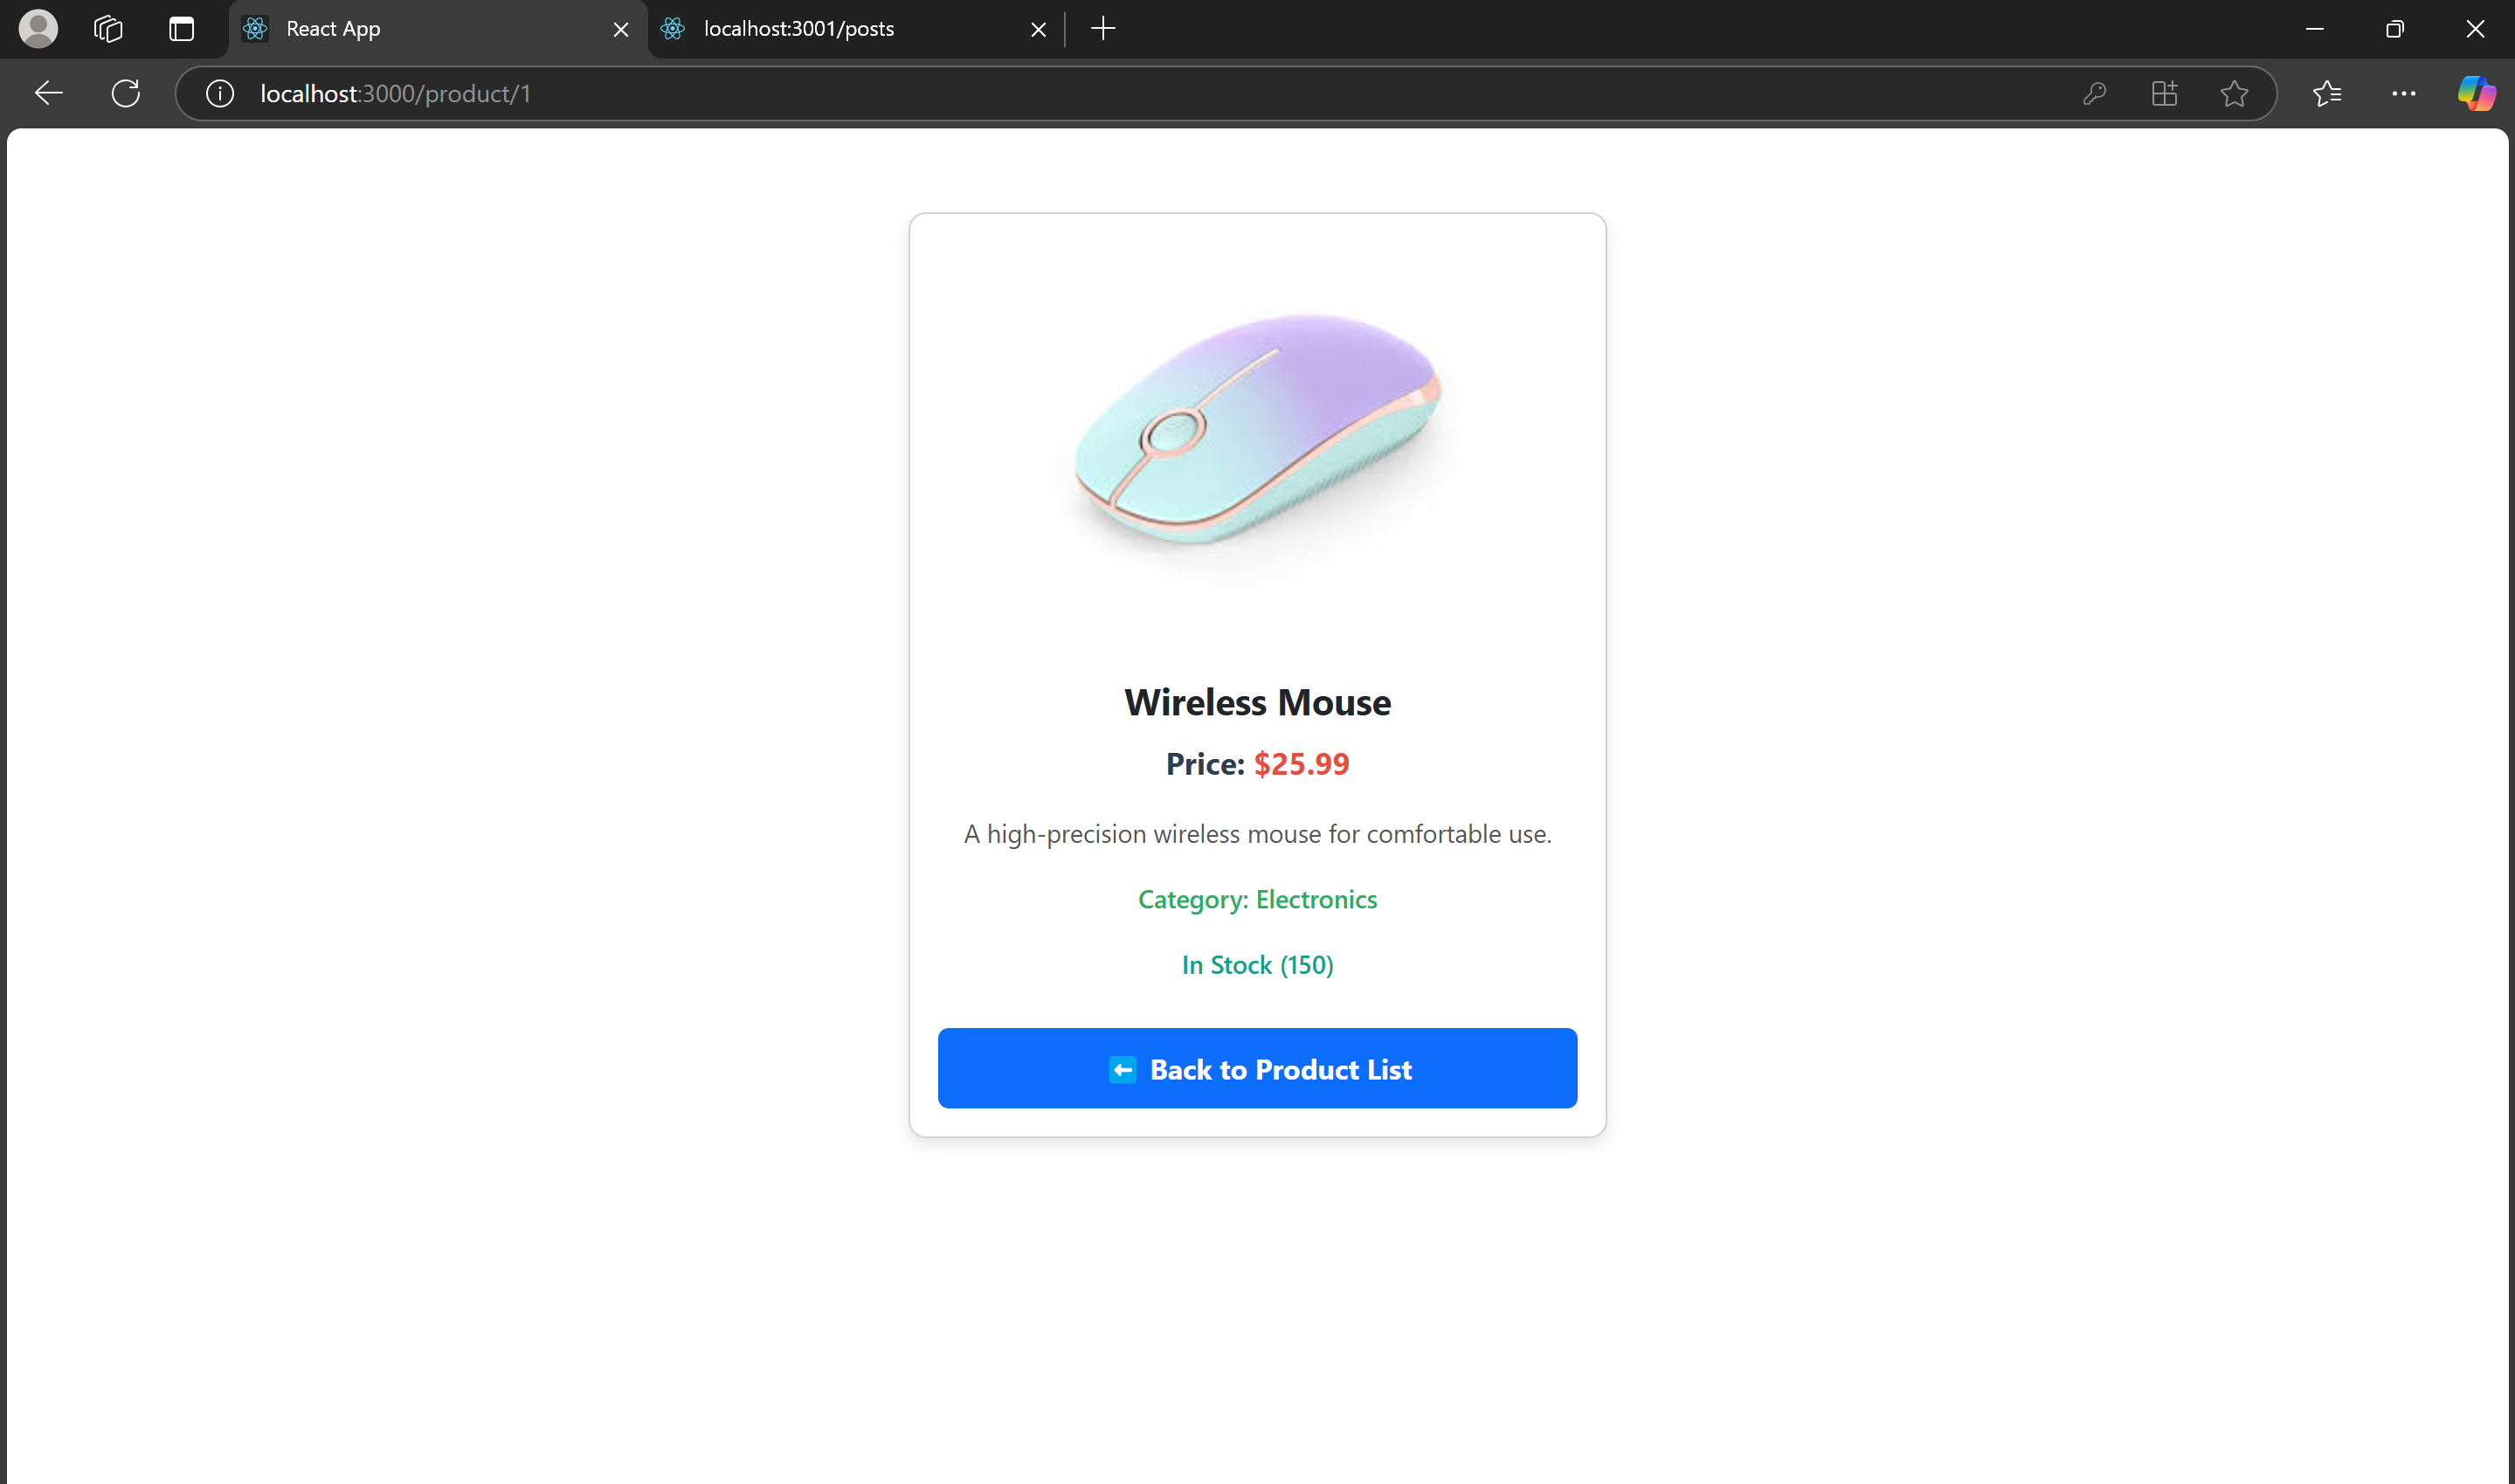 React App
localhost:3001/posts
localhost:3000/product/1
Wireless Mouse
Price: $25.99
A high-precision wireless mouse for comfortable use.
Category: Electronics
In Stock (150)
Back to Product List